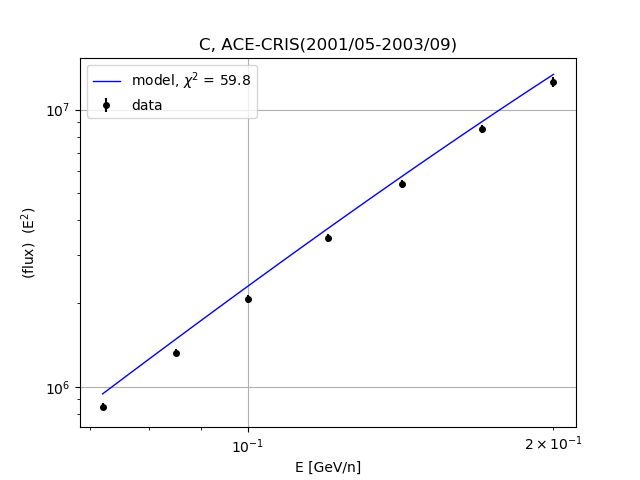 C, ACE-CRIS(2001/05-2003/09)
model, χ² = 59.8
data
10⁷
10⁶
(flux) (E²)
10⁻¹
2 × 10⁻¹
E [GeV/n]